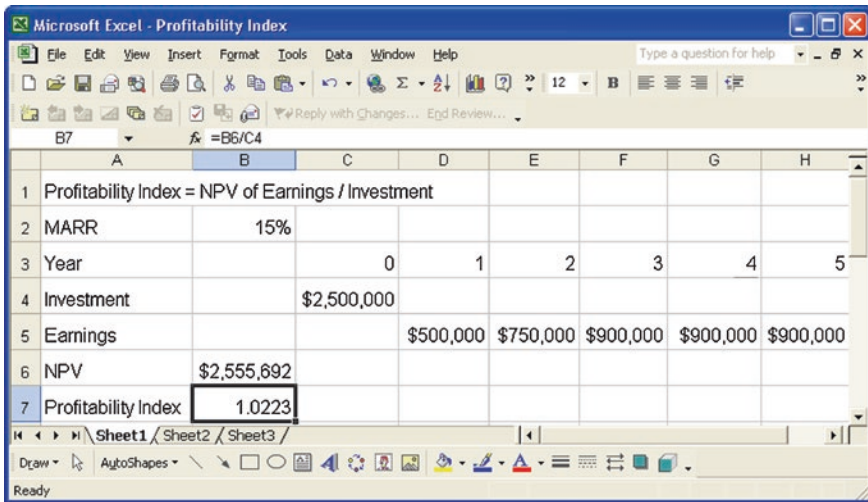 Microsoft Excel - Profitability Index
File Edit View Insert Format Tools Data Window Help Type a question for help
12 B
Reply with Changes... End Review...
B7 fx =B6/C4
A B C D E F G H
1 Profitability Index = NPV of Earnings / Investment
2 MARR 15%
3 Year 0 1 2 3 4 5
4 Investment $2,500,000
5 Earnings $500,000 $750,000 $900,000 $900,000 $900,000
6 NPV $2,555,692
7 Profitability Index 1.0223
Sheet1 / Sheet2 / Sheet3 /
Draw AutoShapes A
Ready